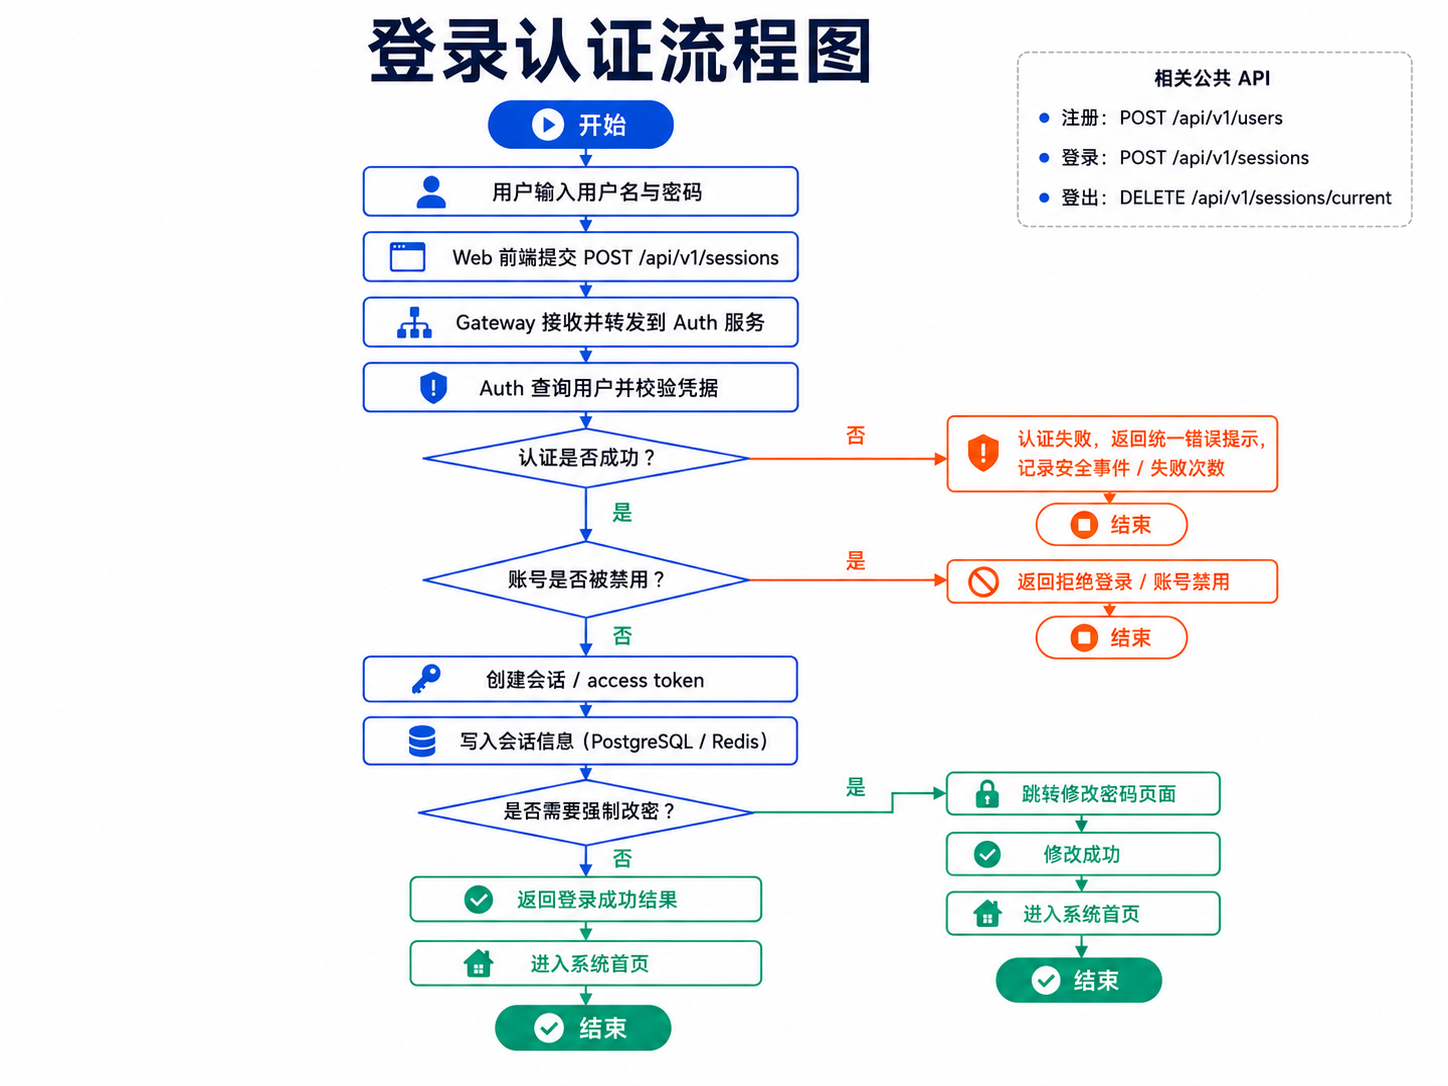 登录认证流程图
相关公共 API
注册： POST /api/v1/users
登录： POST /api/v1/sessions
登出： DELETE /api/v1/sessions/current
开始
用户输入用户名与密码
Web 前端提交 POST /api/v1/sessions
Gateway 接收并转发到 Auth 服务
Auth 查询用户并校验凭据
认证是否成功？
否
认证失败，返回统一错误提示，
记录安全事件 / 失败次数
结束
是
账号是否被禁用？
是
返回拒绝登录 / 账号禁用
结束
否
创建会话 / access token
写入会话信息（PostgreSQL / Redis）
是否需要强制改密？
是
跳转修改密码页面
修改成功
进入系统首页
结束
否
返回登录成功结果
进入系统首页
结束